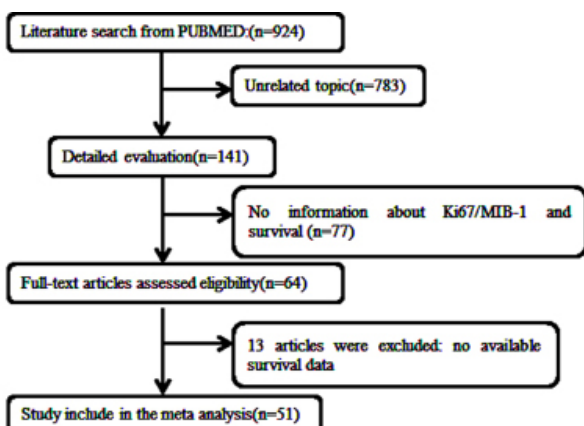 Literature search from PUBMED:(n=924)
Unrelated topic(n=783)
Detailed evaluation(n=141)
No information about Ki67/MIB-1 and
survival (n=77)
Full-text articles assessed eligibility(n=64)
13 articles were excluded: no available
survival data
Study include in the meta analysis(n=51)